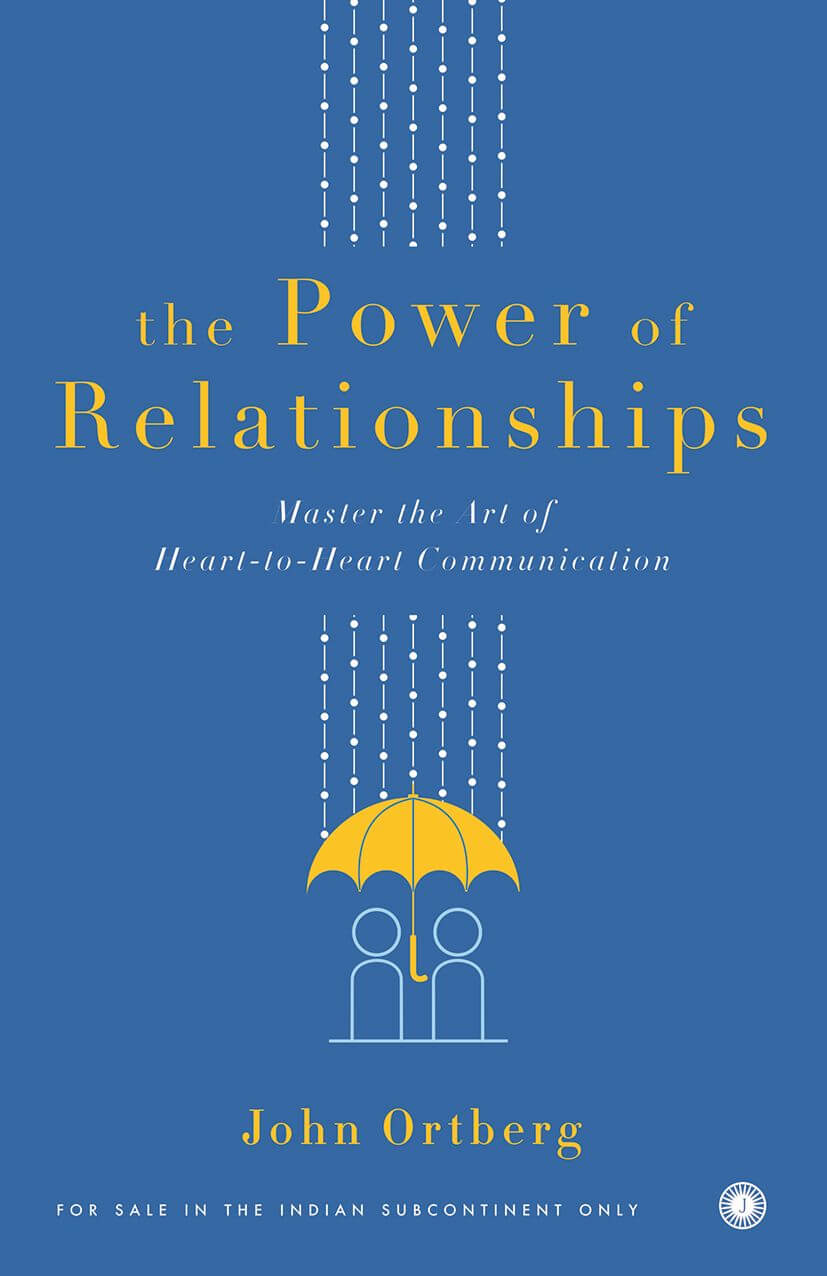 the Power of
Relationships
Master the Art of
Heart-to-Heart Communication
John Ortberg
FOR SALE IN THE INDIAN SUBCONTINENT ONLY
J